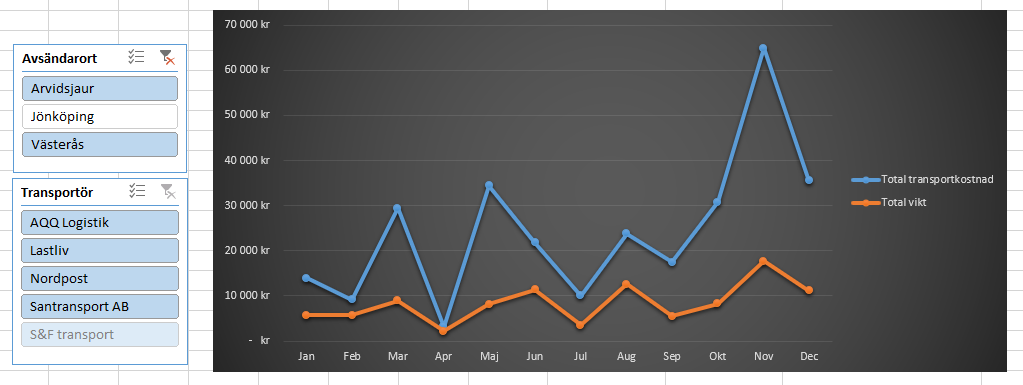 Avsändarort
Arvidsjaur
Jönköping
Västerås
Transportör
AQQ Logistik
Lastliv
Nordpost
Santransport AB
S&F transport
70 000 kr
60 000 kr
50 000 kr
40 000 kr
30 000 kr
20 000 kr
10 000 kr
- kr
Jan Feb Mar Apr Maj Jun Jul Aug Sep Okt Nov Dec
Total transportkostnad
Total vikt